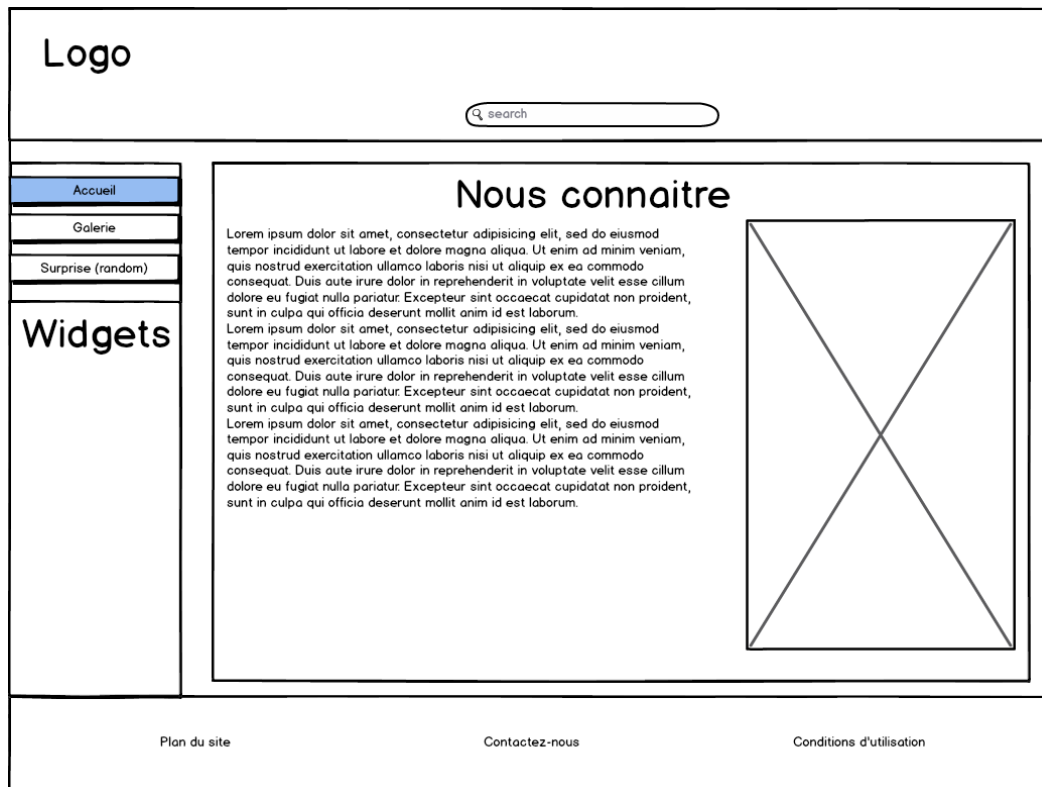 Logo
search
Accueil
Galerie
Surprise (random)
Widgets
Nous connaitre
Lorem ipsum dolor sit amet, consectetur adipisicing elit, sed do eiusmod
tempor incididunt ut labore et dolore magna aliqua. Ut enim ad minim veniam,
quis nostrud exercitation ullamco laboris nisi ut aliquip ex ea commodo
consequat. Duis aute irure dolor in reprehenderit in voluptate velit esse cillum
dolore eu fugiat nulla pariatur. Excepteur sint occaecat cupidatat non proident,
sunt in culpa qui officia deserunt mollit anim id est laborum.
Lorem ipsum dolor sit amet, consectetur adipisicing elit, sed do eiusmod
tempor incididunt ut labore et dolore magna aliqua. Ut enim ad minim veniam,
quis nostrud exercitation ullamco laboris nisi ut aliquip ex ea commodo
consequat. Duis aute irure dolor in reprehenderit in voluptate velit esse cillum
dolore eu fugiat nulla pariatur. Excepteur sint occaecat cupidatat non proident,
sunt in culpa qui officia deserunt mollit anim id est laborum.
Lorem ipsum dolor sit amet, consectetur adipisicing elit, sed do eiusmod
tempor incididunt ut labore et dolore magna aliqua. Ut enim ad minim veniam,
quis nostrud exercitation ullamco laboris nisi ut aliquip ex ea commodo
consequat. Duis aute irure dolor in reprehenderit in voluptate velit esse cillum
dolore eu fugiat nulla pariatur. Excepteur sint occaecat cupidatat non proident,
sunt in culpa qui officia deserunt mollit anim id est laborum.
Plan du site
Contactez-nous
Conditions d'utilisation